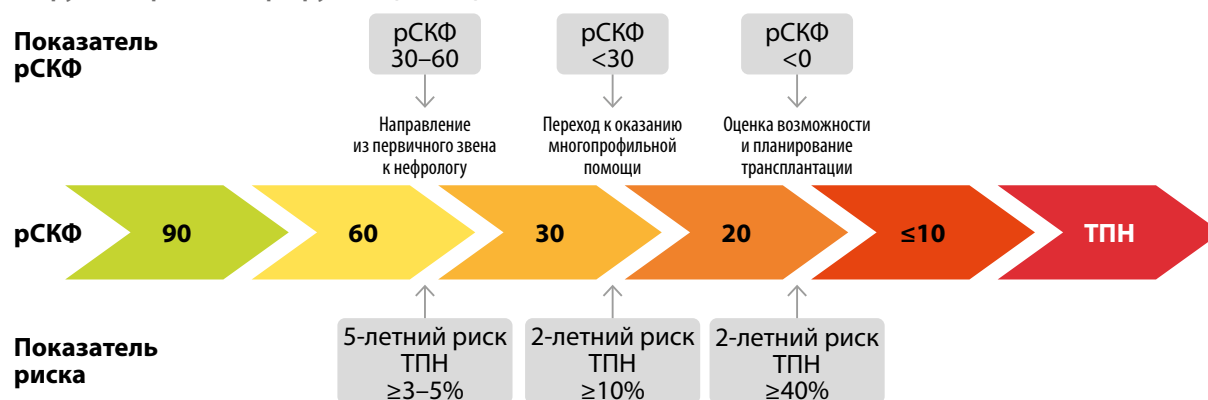 Показатель
рСКФ
рСКФ
30–60
рСКФ
<30
рСКФ
<0
Направление
из первичного звена
к нефрологу
Переход к оказанию
многопрофильной
помощи
Оценка возможности
и планирование
трансплантации
рСКФ
90
60
30
20
≤10
ТПН
Показатель
риска
5-летний риск
ТПН
≥3–5%
2-летний риск
ТПН
≥10%
2-летний риск
ТПН
≥40%